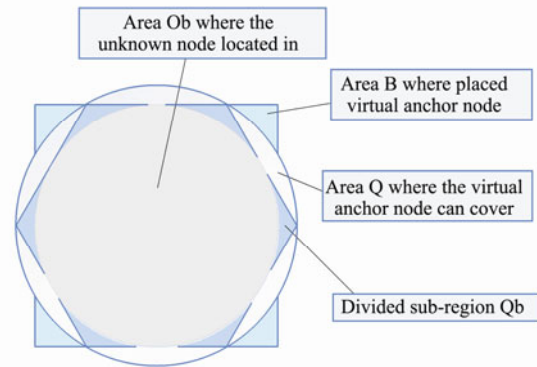 Area Ob where the
unknown node located in
Area B where placed
virtual anchor node
Area Q where the virtual
anchor node can cover
Divided sub-region Qb